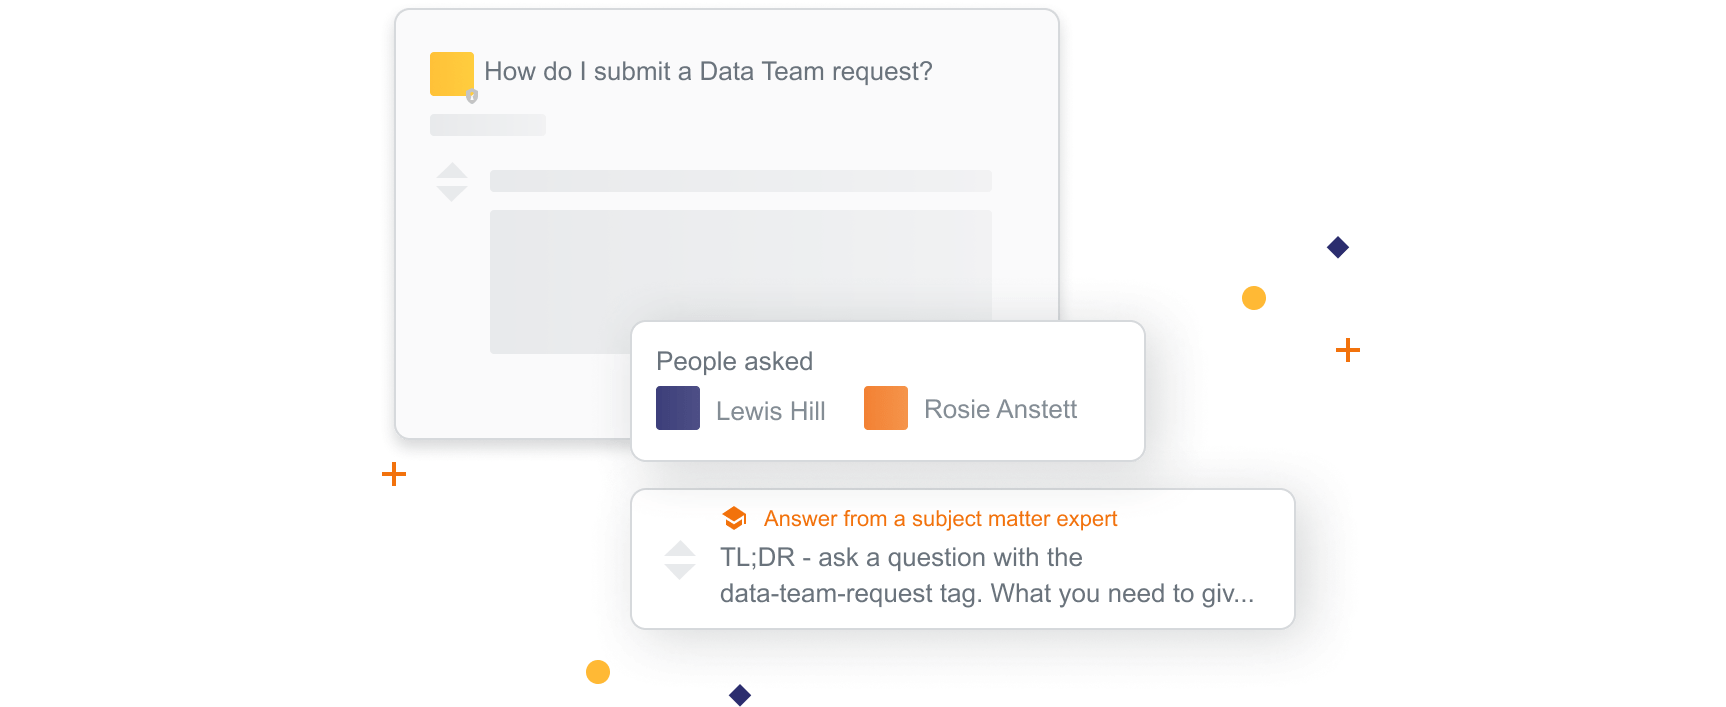 How do I submit a Data Team request?
People asked
Lewis Hill
Rosie Anstett
Answer from a subject matter expert
TL;DR - ask a question with the
data-team-request tag. What you need to giv...